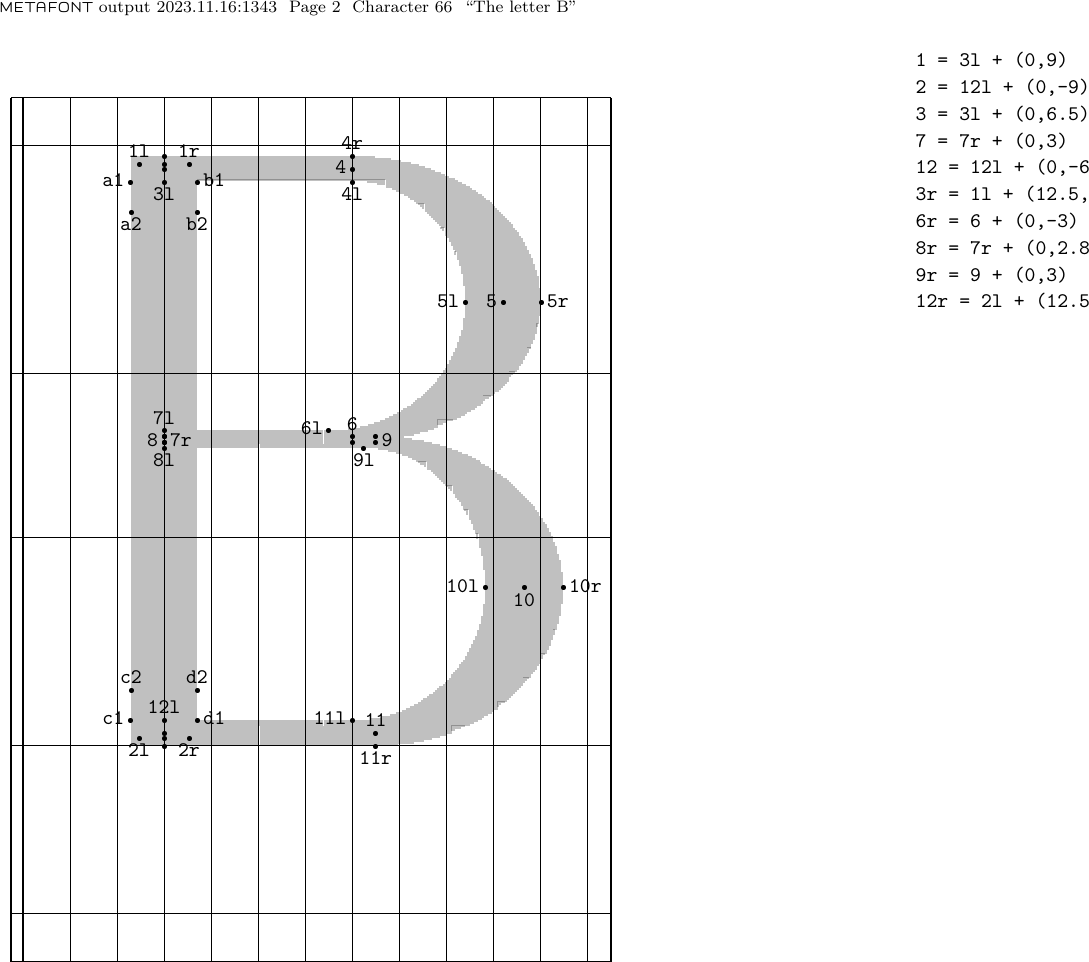 METAFONT output 2023.11.16:1343 Page 2 Character 66 “The letter B”
1 = 3l + (0,9)
2 = 12l + (0,-9)
3 = 3l + (0,6.5)
7 = 7r + (0,3)
12 = 12l + (0,-6
3r = 1l + (12.5,
6r = 6 + (0,-3)
8r = 7r + (0,2.8
9r = 9 + (0,3)
12r = 2l + (12.5
4r
1l 1r
4
a1 3l b1 4l
a2 b2
5l 5 5r
7l
6l 6
8 7r 9
8l 9l
10l 10r
10
c2 d2
12l
c1 d1 11l 11
2l 2r
11r